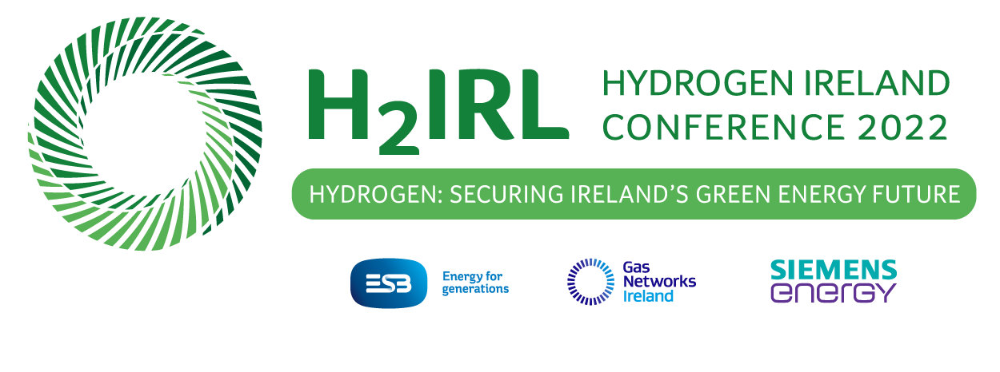 H2IRL
HYDROGEN IRELAND
CONFERENCE 2022
HYDROGEN: SECURING IRELAND'S GREEN ENERGY FUTURE
ESB
Energy for
generations
Gas
Networks
Ireland
SIEMENS
energy